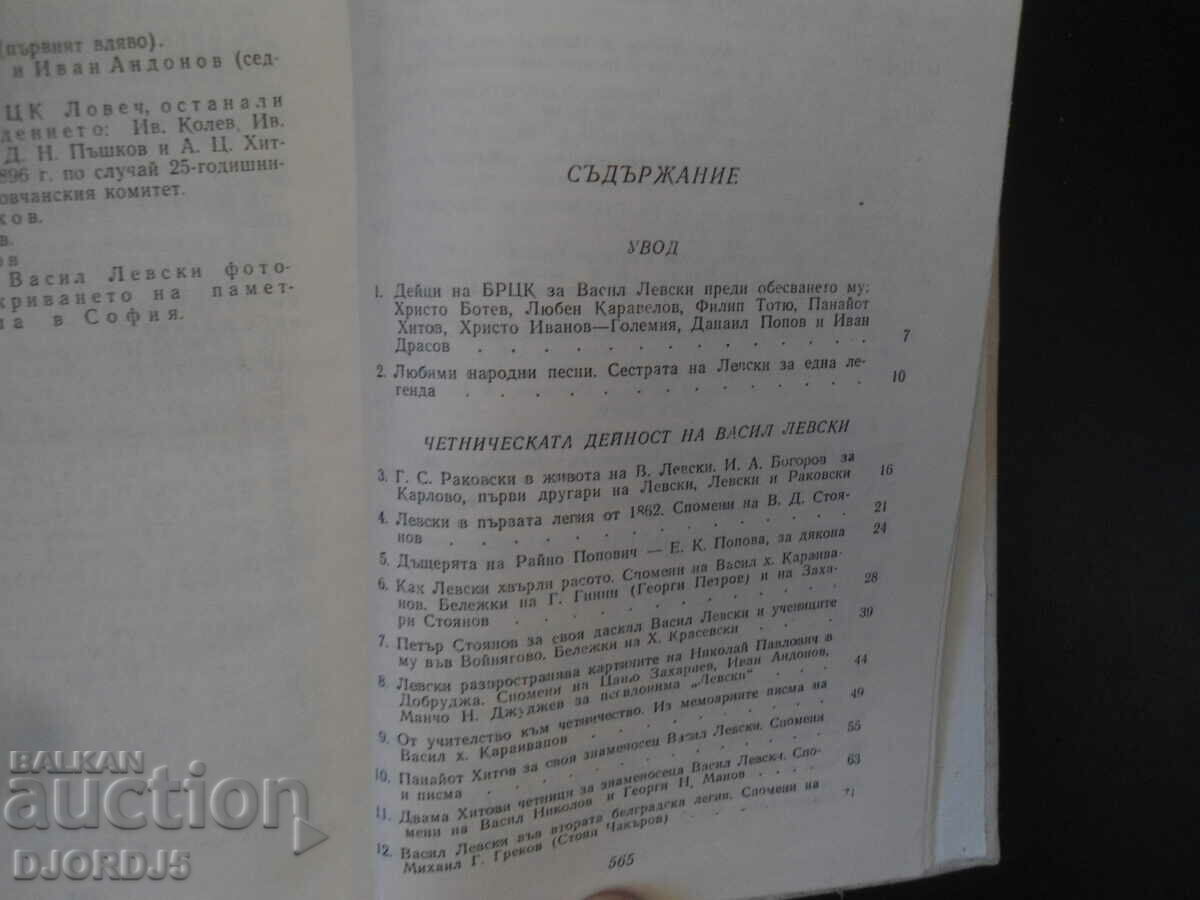 (първият вляво).
и Иван Андонов (сед-
ЦК Ловеч, останали
дението: Ив. Колев, Ив.
Д. Н. Пъшков и А. Ц. Хит-
896 г. по случай 25-годишни-
овчанския комитет.
ков.
в.
ов
Васил Левски фото-
криването на памет-
а в София.
СЪДЪРЖАНИЕ
УВОД
1. Дейци на БРЦК за Васил Левски преди обесването му:
Христо Ботев, Любен Каравелов, Филип Тотю, Панайот
Хитов, Христо Иванов—Големия, Данаил Попов и Иван
Драсов . . . . . . . . . . . . . . 7
2. Любими народни песни. Сестрата на Левски за една ле-
генда . . . . . . . . . . . . . . 10
ЧЕТНИЧЕСКАТА ДЕЙНОСТ НА ВАСИЛ ЛЕВСКИ
3. Г. С. Раковски в живота на В. Левски. И. А. Богоров за
Карлово, първи другари на Левски, Левски и Раковски 16
4. Левски в първата легия от 1862. Спомени на В. Д. Стоя-
нов . . . . . . . . . . . . . . 21
5. Дъщерята на Райно Попович — Е. К. Попова, за дякона 24
6. Как Левски хвърли расото. Спомени на Васил х. Караива-
нов. Бележки на Г. Гинин (Георги Петров) и на Заха-
ри Стоянов . . . . . . . . . . . . 28
7. Петър Стоянов за своя даскал Васил Левски и учениците
му във Войнягово. Бележки на Х. Красевски . . . 39
8. Левски разпространява картините на Николай Павлович в
Добруджа. Спомени на Цаньо Захариев, Иван Андонов,
Манчо Н. Джуджев за псевдонима „Левски“ . . . 44
9. От учителство към четничество. Из мемоарните писма на
Васил х. Караиванов . . . . . . . . 49
10. Панайот Хитов за своя знаменосец Васил Левски. Спомени
и писма . . . . . . . . . . . . 55
11. Двама Хитови четници за знаменосеца Васил Левски. Спо-
мени на Васил Николов и Георги Н. Манов . . . . 63
12. Васил Левски във втората белградска легия. Спомени на
Михаил Г. Греков (Стоян Чакъров) . . . . 71
565
BALKAN
auction
DJORDJ5